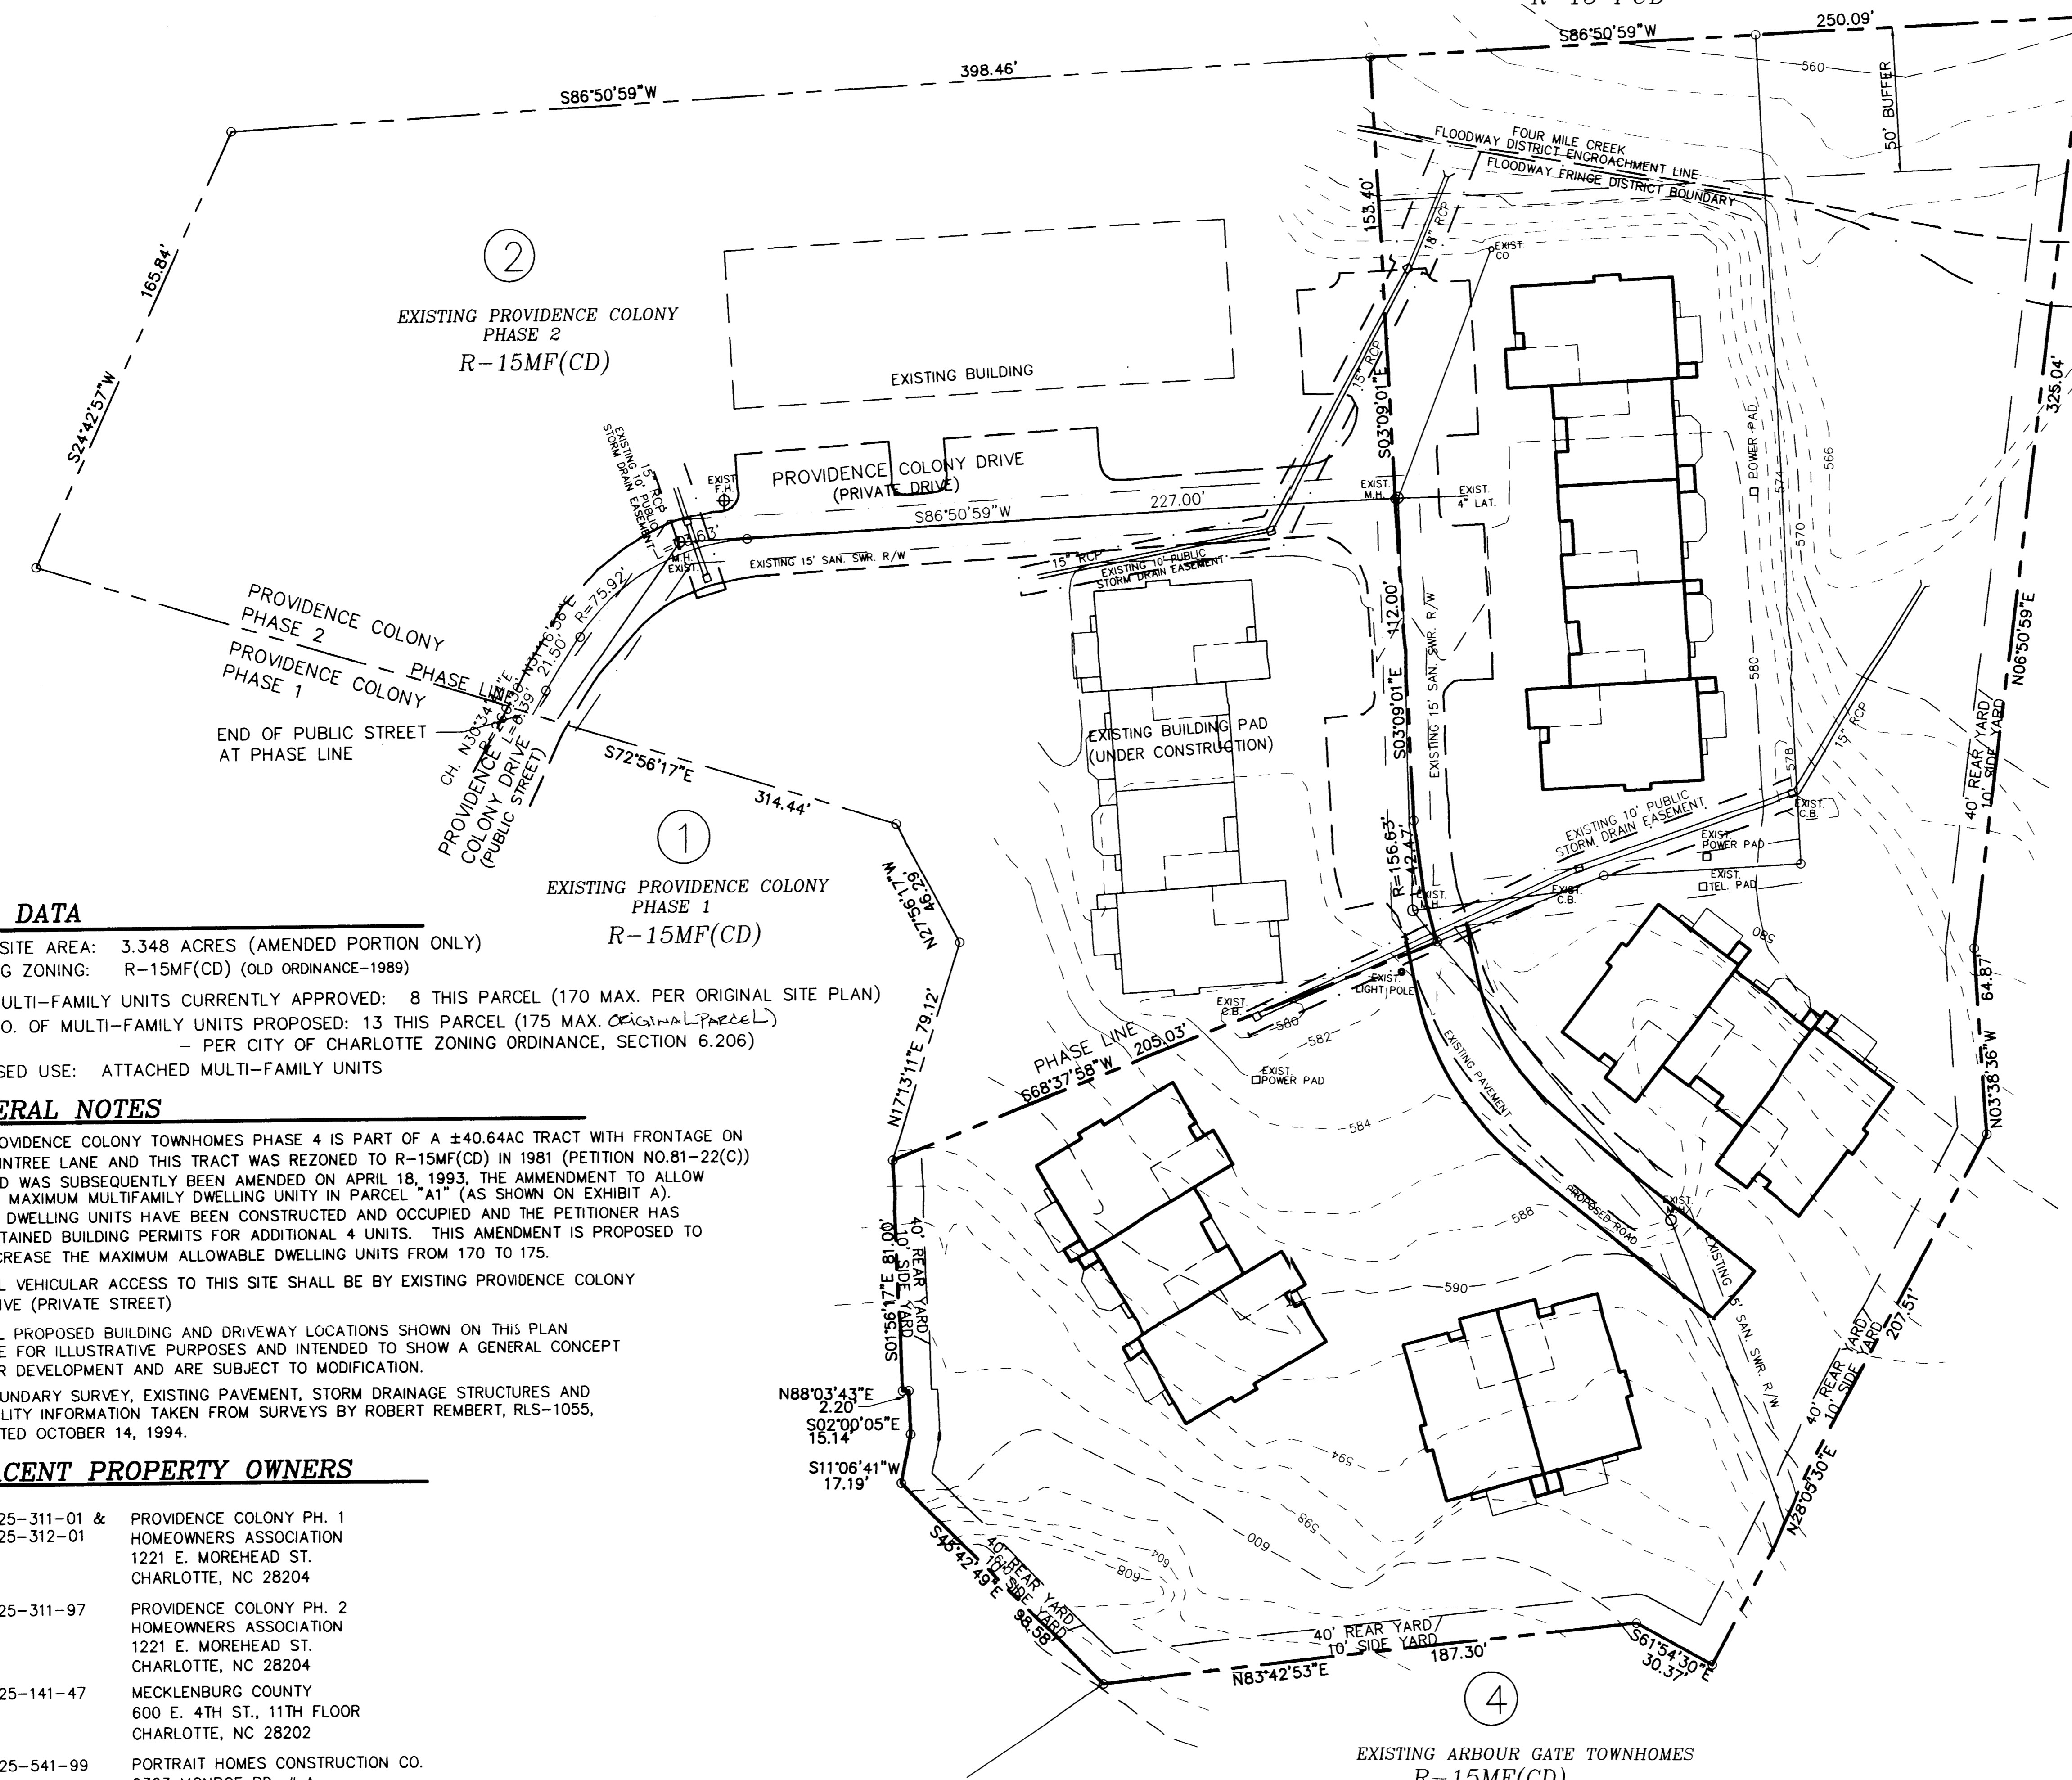 S86°50'59"W
250.09'
398.46'
S86°50'59"W
560
50' BUFFER
FOUR MILE CREEK
FLOODWAY DISTRICT ENGROACHMENT LINE
FLOODWAY FRINGE DISTRICT BOUNDARY
153.40'
18" RCP
EXIST.
CO
165.84'
S24°42'57"W
2
EXISTING PROVIDENCE COLONY
PHASE 2
R-15MF(CD)
EXISTING BUILDING
15" RCP
S03°09'01"E
325.04'
N06°50'59"E
POWER PAD
574
570
566
580
578
EXISTING 10' PUBLIC
STORM DRAIN EASEMENT
15" RCP
EXIST.
F.H.
PROVIDENCE COLONY DRIVE
(PRIVATE DRIVE)
S86°50'59"W
227.00'
EXIST.
M.H.
EXIST.
4" LAT.
M.H.
EXIST.
EXISTING 15' SAN. SWR. R/W
15" RCP
EXISTING 10' PUBLIC
STORM DRAIN EASEMENT
R=75.92'
N31°16'36"E
21.50'
PROVIDENCE COLONY
PHASE 2
PHASE LINE
PROVIDENCE COLONY
PHASE 1
END OF PUBLIC STREET
AT PHASE LINE
L=8.39'
PROVIDENCE
COLONY DRIVE
(PUBLIC STREET)
S72°56'17"E
314.44'
112.00'
S03°09'01"E
EXISTING 15' SAN. SWR. R/W
EXISTING BUILDING PAD
(UNDER CONSTRUCTION)
15" RCP
40' REAR YARD/
10' SIDE YARD
1
EXISTING PROVIDENCE COLONY
PHASE 1
R-15MF(CD)
N27°56'17"W
46.29'
R=156.63'
L=42.47'
EXIST.
M.H.
EXISTING 10' PUBLIC
STORM DRAIN EASEMENT
EXIST.
C.B.
EXIST.
POWER PAD
EXIST.
TEL. PAD
EXIST.
C.B.
580
64.87'
N03°38'36"W
DATA
SITE AREA: 3.348 ACRES (AMENDED PORTION ONLY)
G ZONING: R-15MF(CD) (OLD ORDINANCE-1989)
ULTI-FAMILY UNITS CURRENTLY APPROVED: 8 THIS PARCEL (170 MAX. PER ORIGINAL SITE PLAN)
O. OF MULTI-FAMILY UNITS PROPOSED: 13 THIS PARCEL (175 MAX. ORIGINAL PARCEL)
- PER CITY OF CHARLOTTE ZONING ORDINANCE, SECTION 6.206)
SED USE: ATTACHED MULTI-FAMILY UNITS
N17°13'11"E 79.12'
EXIST.
LIGHT POLE
EXIST
C.B.
580
582
PHASE LINE
S68°37'58"W 205.03'
EXIST.
POWER PAD
EXISTING PAVEMENT
584
ERAL NOTES
OVIDENCE COLONY TOWNHOMES PHASE 4 IS PART OF A ±40.64AC TRACT WITH FRONTAGE ON
INTREE LANE AND THIS TRACT WAS REZONED TO R-15MF(CD) IN 1981 (PETITION NO.81-22(C))
D WAS SUBSEQUENTLY BEEN AMENDED ON APRIL 18, 1993, THE AMMENDMENT TO ALLOW
MAXIMUM MULTIFAMILY DWELLING UNITY IN PARCEL "A1" (AS SHOWN ON EXHIBIT A).
DWELLING UNITS HAVE BEEN CONSTRUCTED AND OCCUPIED AND THE PETITIONER HAS
TAINED BUILDING PERMITS FOR ADDITIONAL 4 UNITS. THIS AMENDMENT IS PROPOSED TO
CREASE THE MAXIMUM ALLOWABLE DWELLING UNITS FROM 170 TO 175.
L VEHICULAR ACCESS TO THIS SITE SHALL BE BY EXISTING PROVIDENCE COLONY
IVE (PRIVATE STREET)
L PROPOSED BUILDING AND DRIVEWAY LOCATIONS SHOWN ON THIS PLAN
E FOR ILLUSTRATIVE PURPOSES AND INTENDED TO SHOW A GENERAL CONCEPT
R DEVELOPMENT AND ARE SUBJECT TO MODIFICATION.
UNDARY SURVEY, EXISTING PAVEMENT, STORM DRAINAGE STRUCTURES AND
LITY INFORMATION TAKEN FROM SURVEYS BY ROBERT REMBERT, RLS-1055,
TED OCTOBER 14, 1994.
S01°56'17"E 81.00'
40' REAR YARD/
10' SIDE YARD
588
590
PROPOSED ROAD
EXIST.
M.H.
EXISTING 15' SAN. SWR. R/W
40' REAR YARD/
10' SIDE YARD
207.51'
N28°05'30"E
N88°03'43"E
2.20'
S02°00'05"E
15.14'
S11°06'41"W
17.19'
594
598
600
604
608
S45°42'49"E
98.58'
40' REAR YARD/
10' SIDE YARD
40' REAR YARD/
10' SIDE YARD
N83°42'53"E
187.30'
S61°54'30"E
30.37'
4
EXISTING ARBOUR GATE TOWNHOMES
R-15MF(CD)
ACENT PROPERTY OWNERS
25-311-01 & PROVIDENCE COLONY PH. 1
25-312-01 HOMEOWNERS ASSOCIATION
1221 E. MOREHEAD ST.
CHARLOTTE, NC 28204
25-311-97 PROVIDENCE COLONY PH. 2
HOMEOWNERS ASSOCIATION
1221 E. MOREHEAD ST.
CHARLOTTE, NC 28204
25-141-47 MECKLENBURG COUNTY
600 E. 4TH ST., 11TH FLOOR
CHARLOTTE, NC 28202
25-541-99 PORTRAIT HOMES CONSTRUCTION CO.